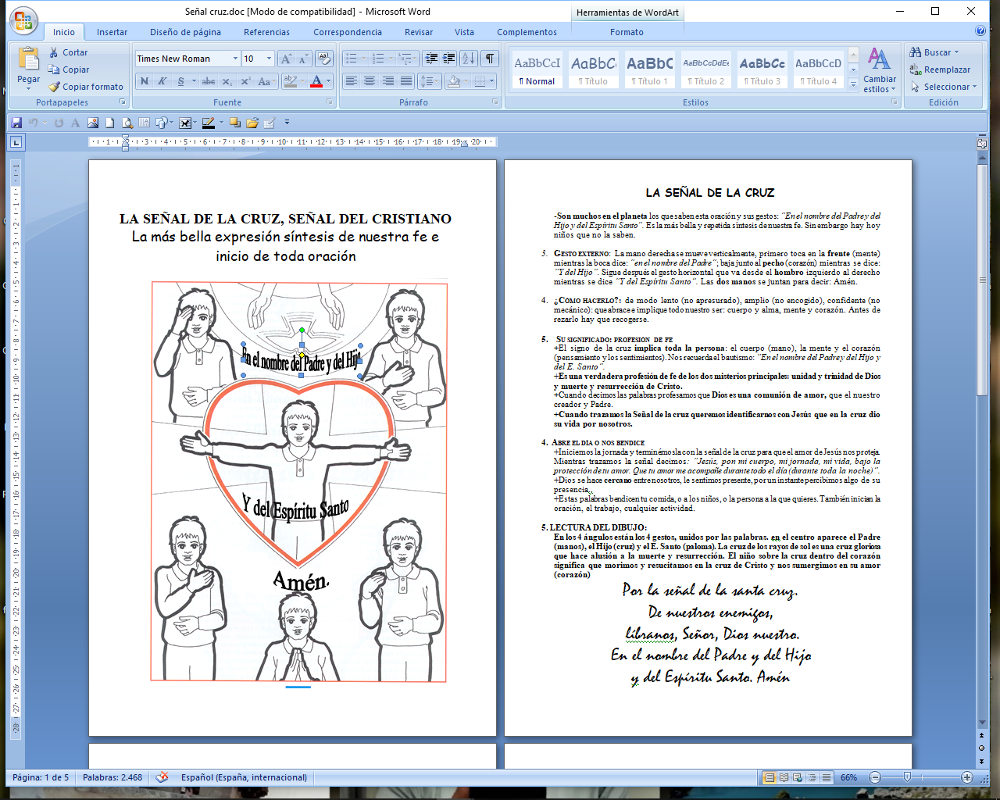 Señal cruz.doc [Modo de compatibilidad] - Microsoft Word
Herramientas de WordArt
Inicio
Insertar
Diseño de página
Referencias
Correspondencia
Revisar
Vista
Complementos
Formato
Pegar
Cortar
Copiar
Copiar formato
Portapapeles
Times New Roman
10
Fuente
Párrafo
AaBbCcI
¶ Normal
AaBbC
¶ Título
AaBbC
¶ Título 1
AaBbCcDdEe
¶ Título 2
AaBbCc
¶ Título 3
AaBbCcD
¶ Título 4
Estilos
Cambiar estilos
Buscar
Reemplazar
Seleccionar
Edición
LA SEÑAL DE LA CRUZ, SEÑAL DEL CRISTIANO
La más bella expresión síntesis de nuestra fe e
inicio de toda oración
En el nombre del Padre y del Hijo
Y del Espíritu Santo
Amén.
LA SEÑAL DE LA CRUZ
-Son muchos en el planeta los que saben esta oración y sus gestos: "En el nombre del Padre y del
Hijo y del Espíritu Santo". Es la más bella y repetida síntesis de nuestra fe. Sin embargo hay hoy
niños que no la saben.
3. GESTO EXTERNO: La mano derecha se mueve verticalmente, primero toca en la frente (mente)
mientras la boca dice: "en el nombre del Padre"; baja junto al pecho (corazón) mientras se dice:
"Y del Hijo". Sigue después el gesto horizontal que va desde el hombro izquierdo al derecho
mientras se dice "Y del Espíritu Santo". Las dos manos se juntan para decir: Amén.
4. ¿COMO HACERLO?: de modo lento (no apresurado), amplio (no encogido), confidente (no
mecánico): que abrace e implique todo nuestro ser: cuerpo y alma, mente y corazón. Antes de
rezarlo hay que recogerse.
5. SU SIGNIFICADO: PROFESIÓN DE FE
+El signo de la cruz implica toda la persona: el cuerpo (mano), la mente y el corazón
(pensamiento y los sentimientos). Nos recuerda el bautismo: "En el nombre del Padre y del Hijo y
del E. Santo".
+Es una verdadera profesión de fe de los dos misterios principales: unidad y trinidad de Dios
y muerte y resurrección de Cristo.
+Cuando decimos las palabras profesamos que Dios es una comunión de amor, que el nuestro
creador y Padre.
+Cuando trazamos la Señal de la cruz queremos identificarnos con Jesús que en la cruz dio
su vida por nosotros.
4. ABRE EL DÍA O NOS BENDICE
+Iniciemos la jornada y terminémosla con la señal de la cruz para que el amor de Jesús nos proteja.
Mientras trazamos la señal decimos: "Jesús, pon mi cuerpo, mi jornada, mi vida, bajo la
protección de tu amor. Que tu amor me acompañe durante todo el día (durante toda la noche)".
+Dios se hace cercano entre nosotros, le sentimos presente, por un instante percibimos algo de su
presencia,.
+Estas palabras bendicen tu comida, o a los niños, o la persona a la que quieres. También inician la
oración, el trabajo, cualquier actividad.
5. LECTURA DEL DIBUJO:
En los 4 ángulos están los 4 gestos, unidos por las palabras. en el centro aparece el Padre
(manos), el Hijo (cruz) y el E. Santo (paloma). La cruz de los rayos de sol es una cruz gloriosa
que hace alusión a la muerte y resurrección. El niño sobre la cruz dentro del corazón
significa que morimos y resucitamos en la cruz de Cristo y nos sumergimos en su amor
(corazón)
Por la señal de la santa cruz.
De nuestros enemigos,
líbranos, Señor, Dios nuestro.
En el nombre del Padre y del Hijo
y del Espíritu Santo. Amén
Página: 1 de 5
Palabras: 2.468
Español (España, internacional)
66%